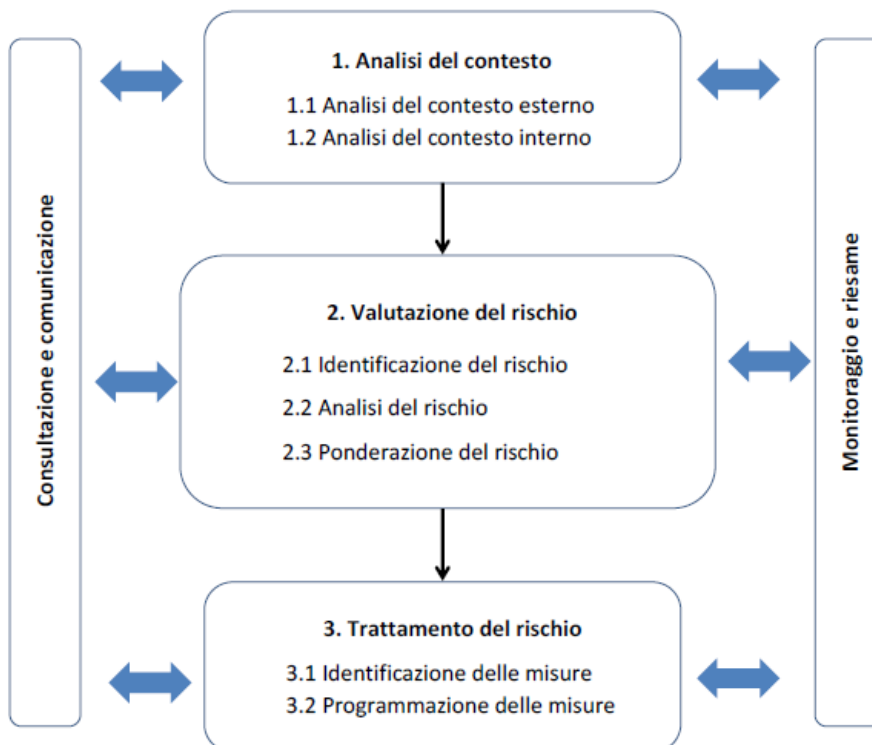 Consultazione e comunicazione
1. Analisi del contesto
1.1 Analisi del contesto esterno
1.2 Analisi del contesto interno
2. Valutazione del rischio
2.1 Identificazione del rischio
2.2 Analisi del rischio
2.3 Ponderazione del rischio
3. Trattamento del rischio
3.1 Identificazione delle misure
3.2 Programmazione delle misure
Monitoraggio e riesame